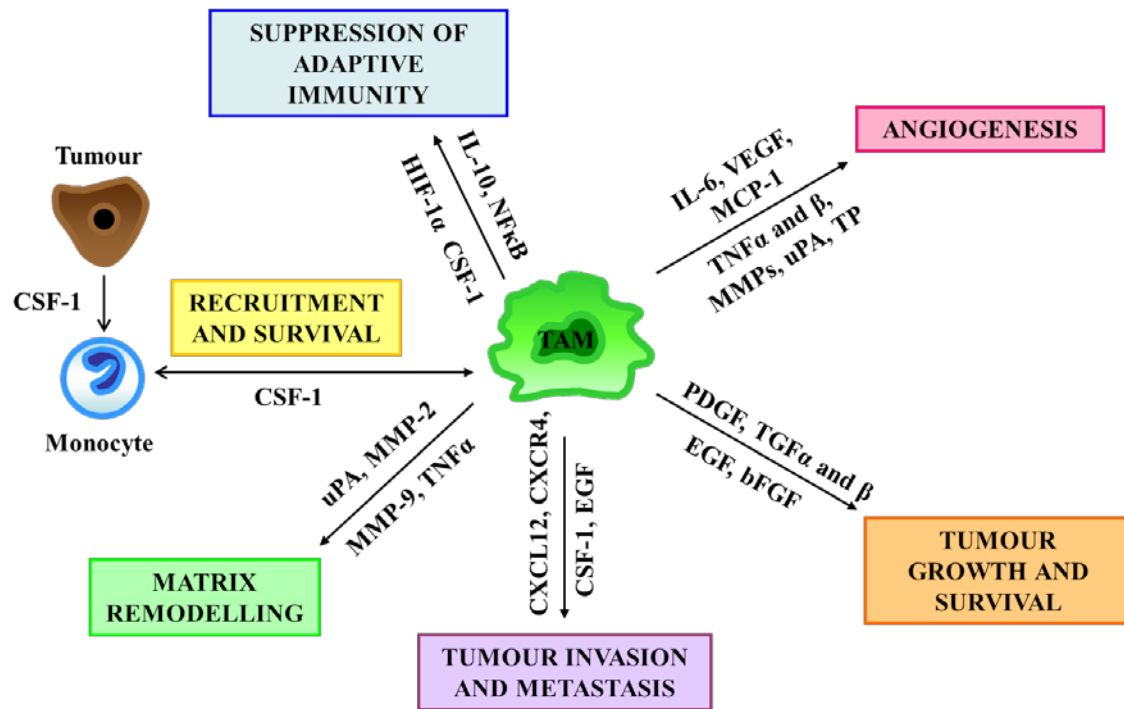 SUPPRESSION OF
ADAPTIVE
IMMUNITY
ANGIOGENESIS
Tumour
IL-10, NFκB
HIF-1α CSF-1
IL-6, VEGF,
MCP-1
TNFα and β,
MMPs, uPA, TP
CSF-1
RECRUITMENT
AND SURVIVAL
TAM
CSF-1
Monocyte
uPA, MMP-2
MMP-9, TNFα
CXCL12, CXCR4,
CSF-1, EGF
PDGF, TGFα and β
EGF, bFGF
MATRIX
REMODELLING
TUMOUR
GROWTH AND
SURVIVAL
TUMOUR INVASION
AND METASTASIS